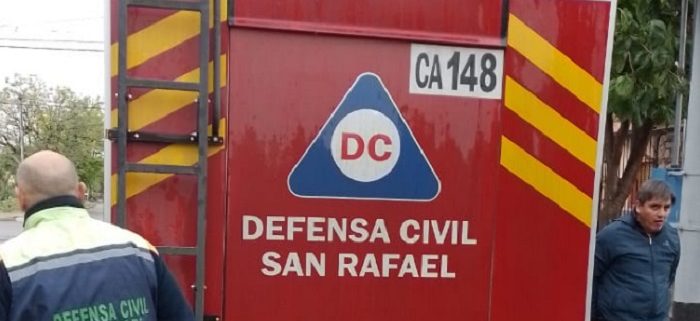 CA 148
DC
DEFENSA CIVIL
SAN RAFAEL
DEFENSA CIVIL